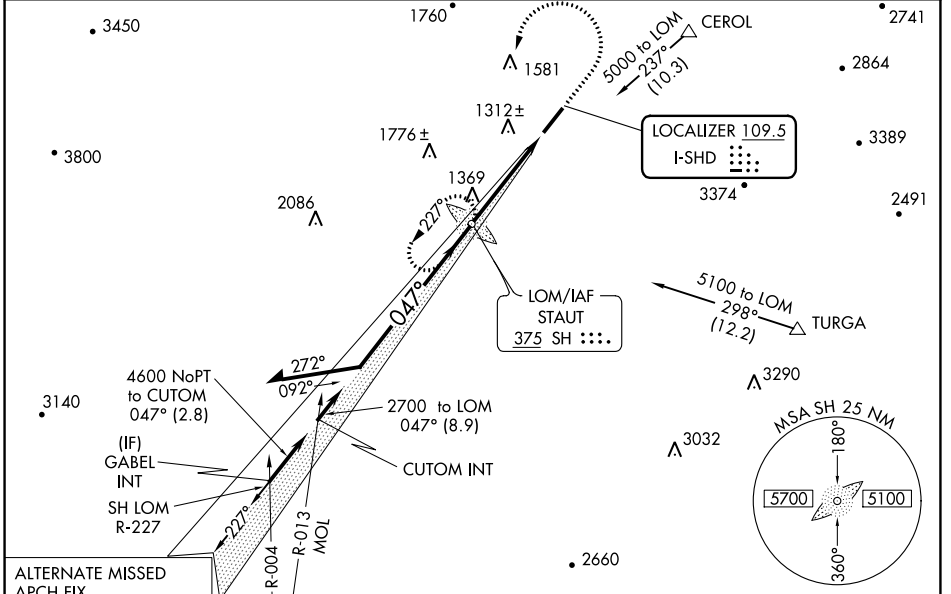 3450
1760
2741
CEROL
5000 to LOM
237°
(10.3)
1581
2864
1312±
LOCALIZER 109.5
I-SHD
3389
1776±
3800
3374
1369
2491
2086
227°
5100 to LOM
298°
(12.2)
TURGA
LOM/IAF
STAUT
375 SH
047°
272°
092°
3290
4600 NoPT
to CUTOM
047° (2.8)
3140
2700 to LOM
047° (8.9)
MSA SH 25 NM
180°
5700
5100
360°
3032
(IF)
GABEL
INT
CUTOM INT
SH LOM
R-227
227°
R-004
R-013
MOL
2660
ALTERNATE MISSED
APCH FIX